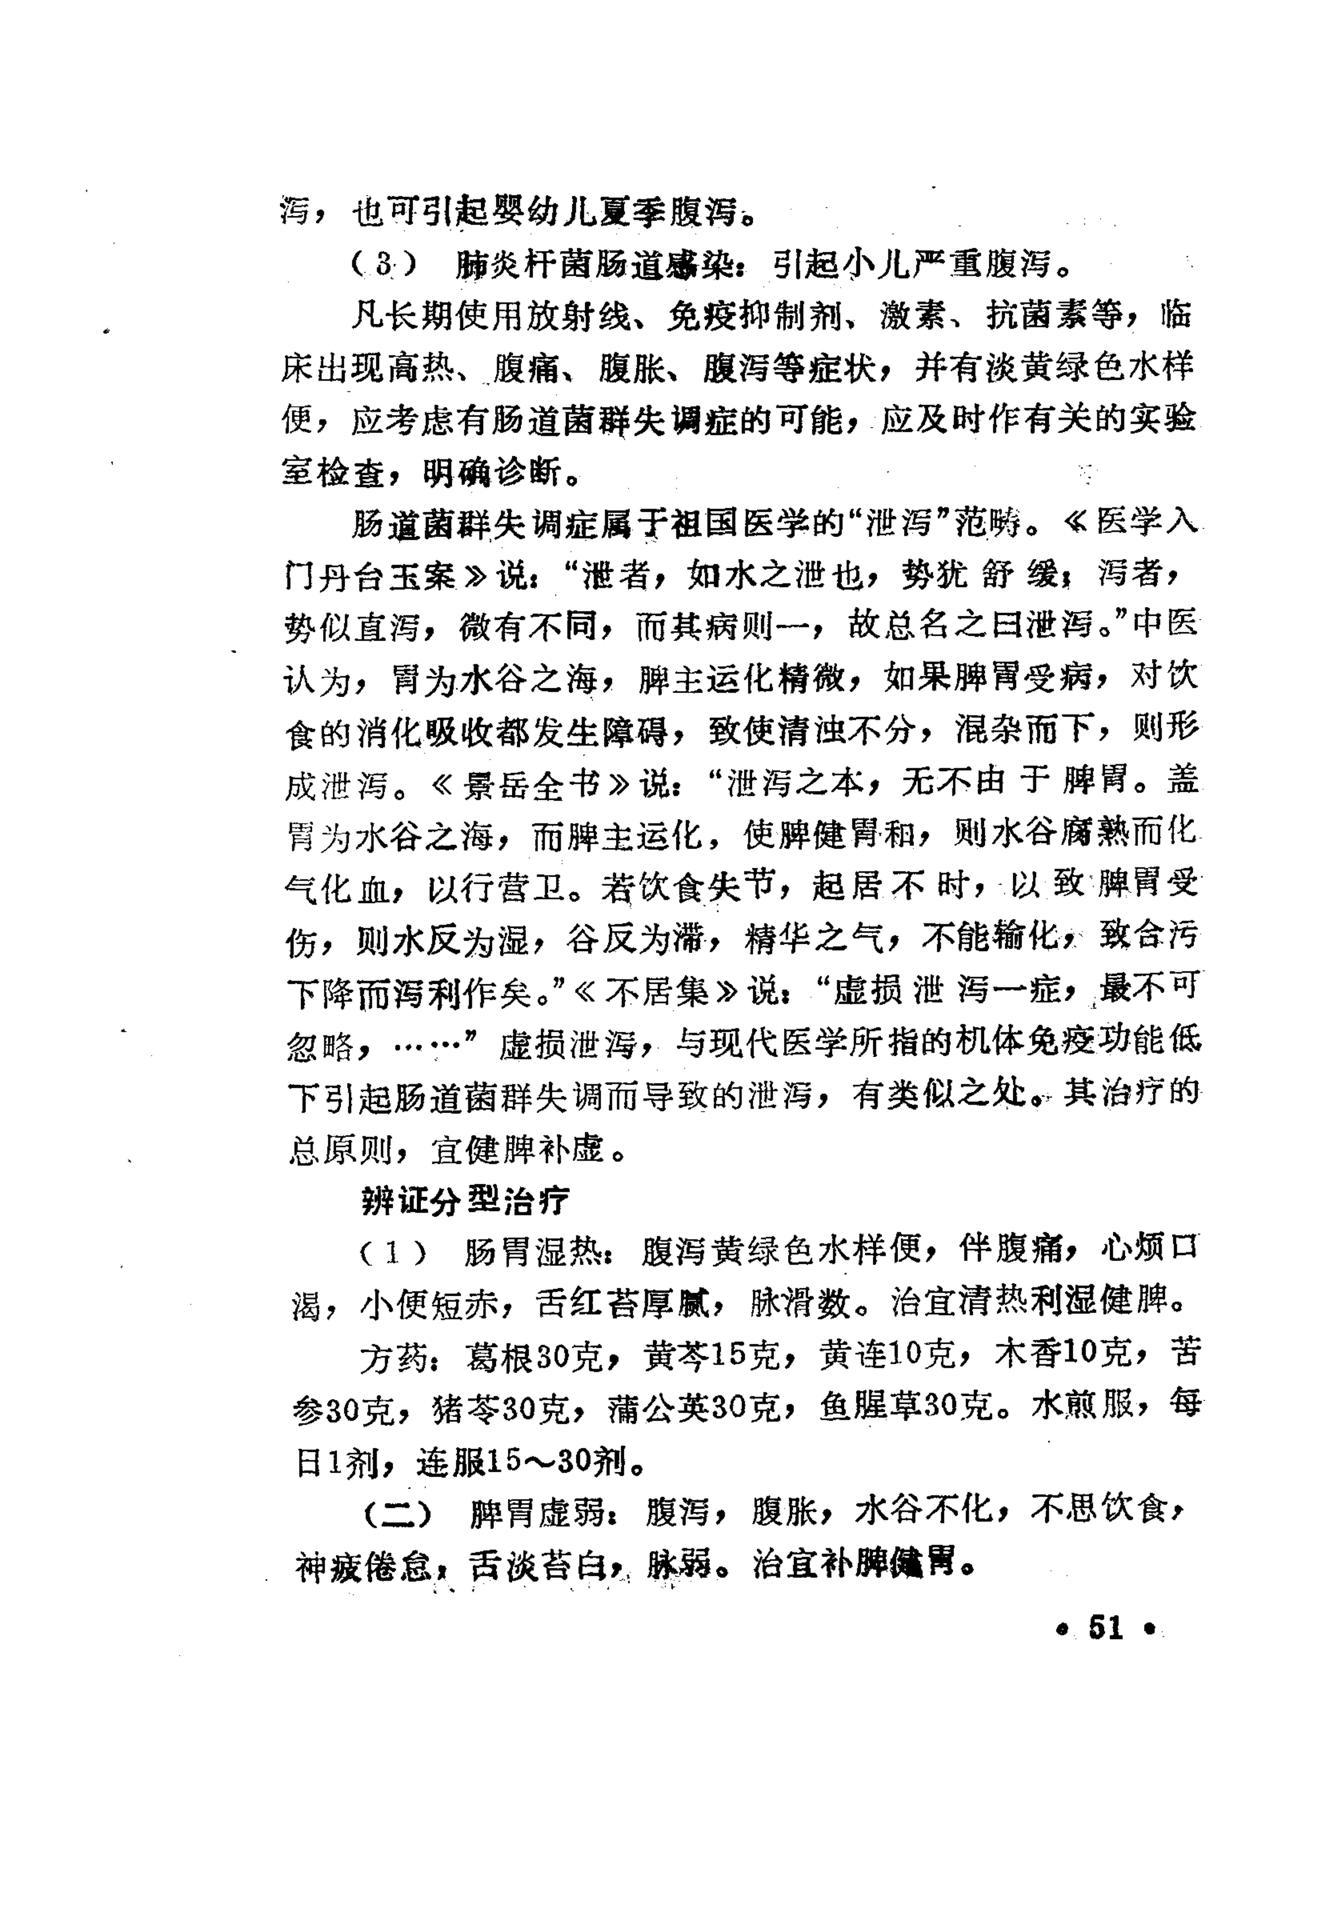 泻，也可引起婴幼儿夏季腹泻。
（3） 肺炎杆菌肠道感染：引起小儿严重腹泻。
凡长期使用放射线、免疫抑制剂、激素、抗菌素等，临
床出现高热、腹痛、腹胀、腹泻等症状，并有淡黄绿色水样
便，应考虑有肠道菌群失调症的可能，应及时作有关的实验
室检查，明确诊断。
肠道菌群失调症属于祖国医学的“泄泻”范畴。《医学入
门丹台玉案》说：“泄者，如水之泄也，势犹舒缓；泻者，
势似直泻，微有不同，而其病则一，故总名之曰泄泻。”中医
认为，胃为水谷之海，脾主运化精微，如果脾胃受病，对饮
食的消化吸收都发生障碍，致使清浊不分，混杂而下，则形
成泄泻。《景岳全书》说：“泄泻之本，无不由于脾胃。盖
胃为水谷之海，而脾主运化，使脾健胃和，则水谷腐熟而化
气化血，以行营卫。若饮食失节，起居不时，以致脾胃受
伤，则水反为湿，谷反为滞，精华之气，不能输化，致合污
下降而泻利作矣。”《不居集》说：“虚损泄泻一症，最不可
忽略，……”虚损泄泻，与现代医学所指的机体免疫功能低
下引起肠道菌群失调而导致的泄泻，有类似之处。其治疗的
总原则，宜健脾补虚。
辨证分型治疗
（1） 肠胃湿热：腹泻黄绿色水样便，伴腹痛，心烦口
渴，小便短赤，舌红苔厚腻，脉滑数。治宜清热利湿健脾。
方药：葛根30克，黄芩15克，黄连10克，木香10克，苦
参30克，猪苓30克，蒲公英30克，鱼腥草30克。水煎服，每
日1剂，连服15～30剂。
（二） 脾胃虚弱：腹泻，腹胀，水谷不化，不思饮食，
神疲倦怠，舌淡苔白，脉弱。治宜补脾健胃。
• 51 •